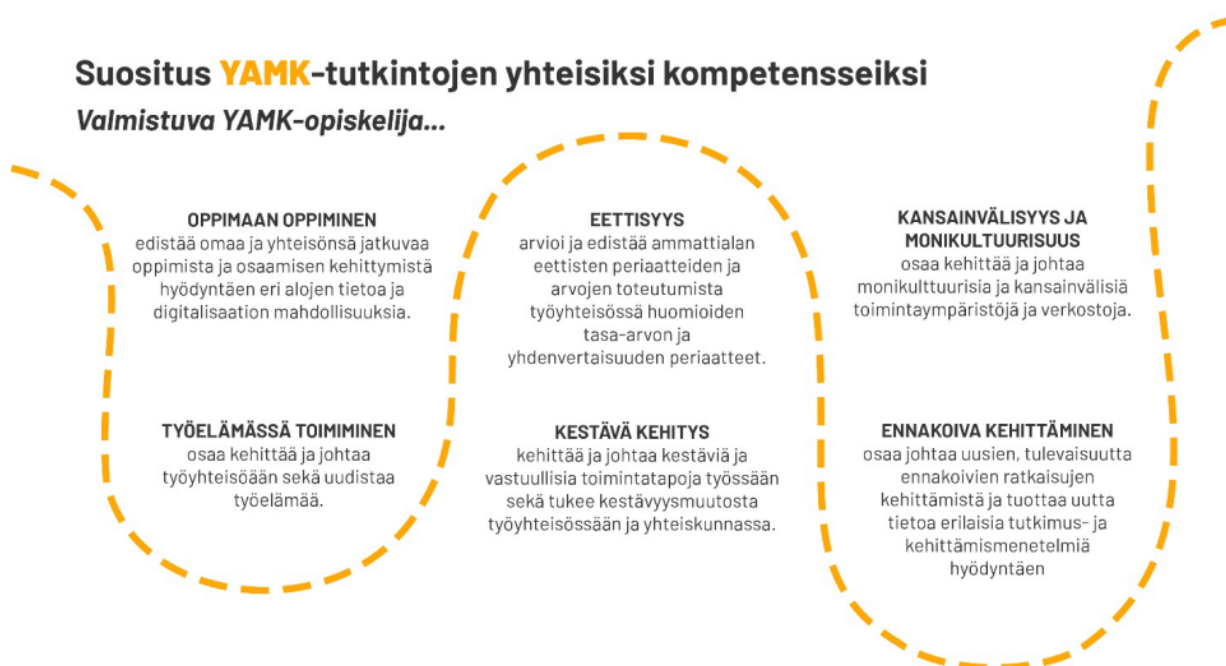 Suositus YAMK-tutkintojen yhteisiksi kompetensseiksi
Valmistuva YAMK-opiskelija...
OPPIMAAN OPPIMINEN
edistää omaa ja yhteisönsä jatkuvaa
oppimista ja osaamisen kehittymistä
hyödyntäen eri alojen tietoa ja
digitalisaation mahdollisuuksia.
EETTISYYS
arvioi ja edistää ammattialan
eettisten periaatteiden ja
arvojen toteutumista
työyhteisössä huomioiden
tasa-arvon ja
yhdenvertaisuuden periaatteet.
KANSAINVÄLISYYS JA
MONIKULTUURISUUS
osaa kehittää ja johtaa
monikulttuurisia ja kansainvälisiä
toimintaympäristöjä ja verkostoja.
TYÖELÄMÄSSÄ TOIMIMINEN
osaa kehittää ja johtaa
työyhteisöään sekä uudistaa
työelämää.
KESTÄVÄ KEHITYS
kehittää ja johtaa kestäviä ja
vastuullisia toimintatapoja työssään
sekä tukee kestävyysmuutosta
työyhteisössään ja yhteiskunnassa.
ENNAKOIVA KEHITTÄMINEN
osaa johtaa uusien, tulevaisuutta
ennakoivien ratkaisujen
kehittämistä ja tuottaa uutta
tietoa erilaisia tutkimus- ja
kehittämismenetelmiä
hyödyntäen